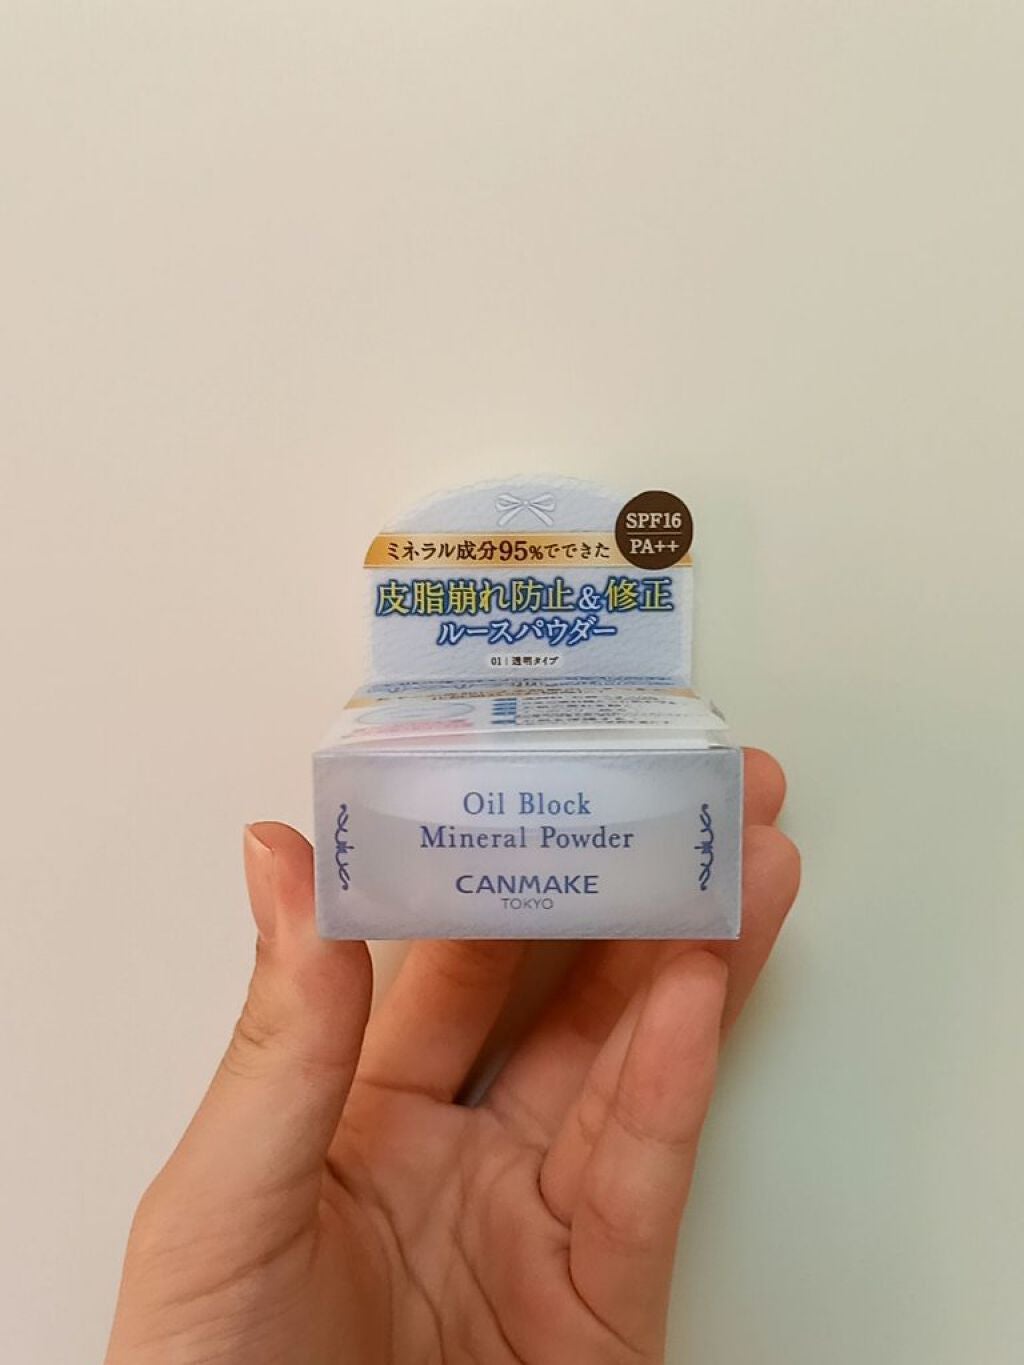 SPF16
PA++
ミネラル成分95%でできた
皮脂崩れ防止&修正
ルースパウダー
01 | 透明タイプ
Oil Block
Mineral Powder
CANMAKE
TOKYO